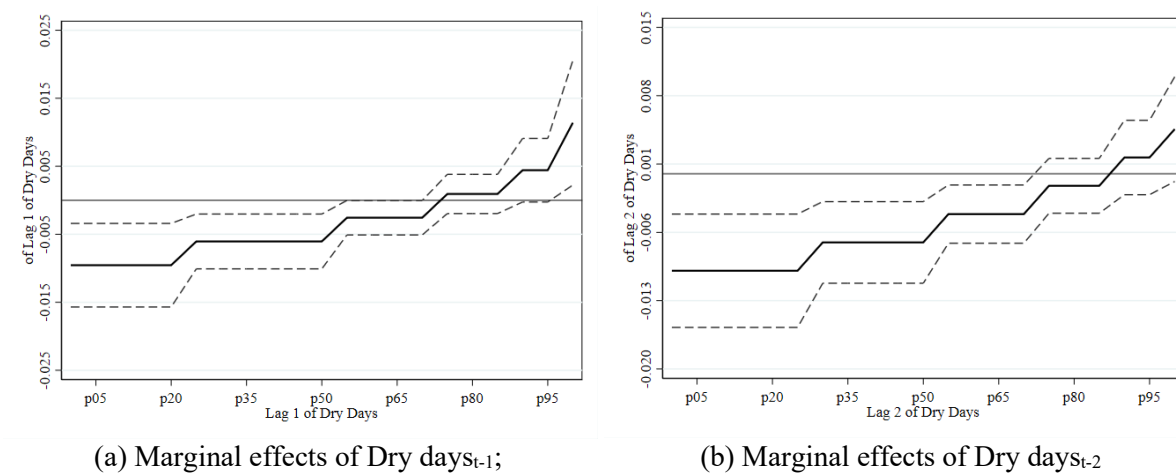 0.025
0.015
0.005
-0.005
-0.015
-0.025
of Lag 1 of Dry Days
p05 p20 p35 p50 p65 p80 p95
Lag 1 of Dry Days
(a) Marginal effects of Dry dayst-1;
0.015
0.008
0.001
-0.006
-0.013
-0.020
of Lag 2 of Dry Days
p05 p20 p35 p50 p65 p80 p95
Lag 2 of Dry Days
(b) Marginal effects of Dry dayst-2